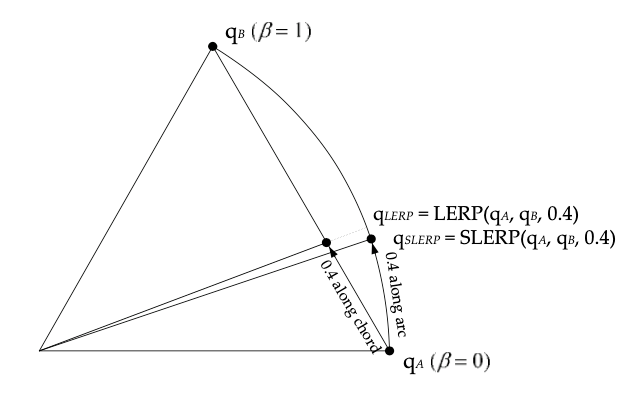 qB (β = 1)
qLERP = LERP(qA, qB, 0.4)
qSLERP = SLERP(qA, qB, 0.4)
0.4 along chord
0.4 along arc
qA (β = 0)